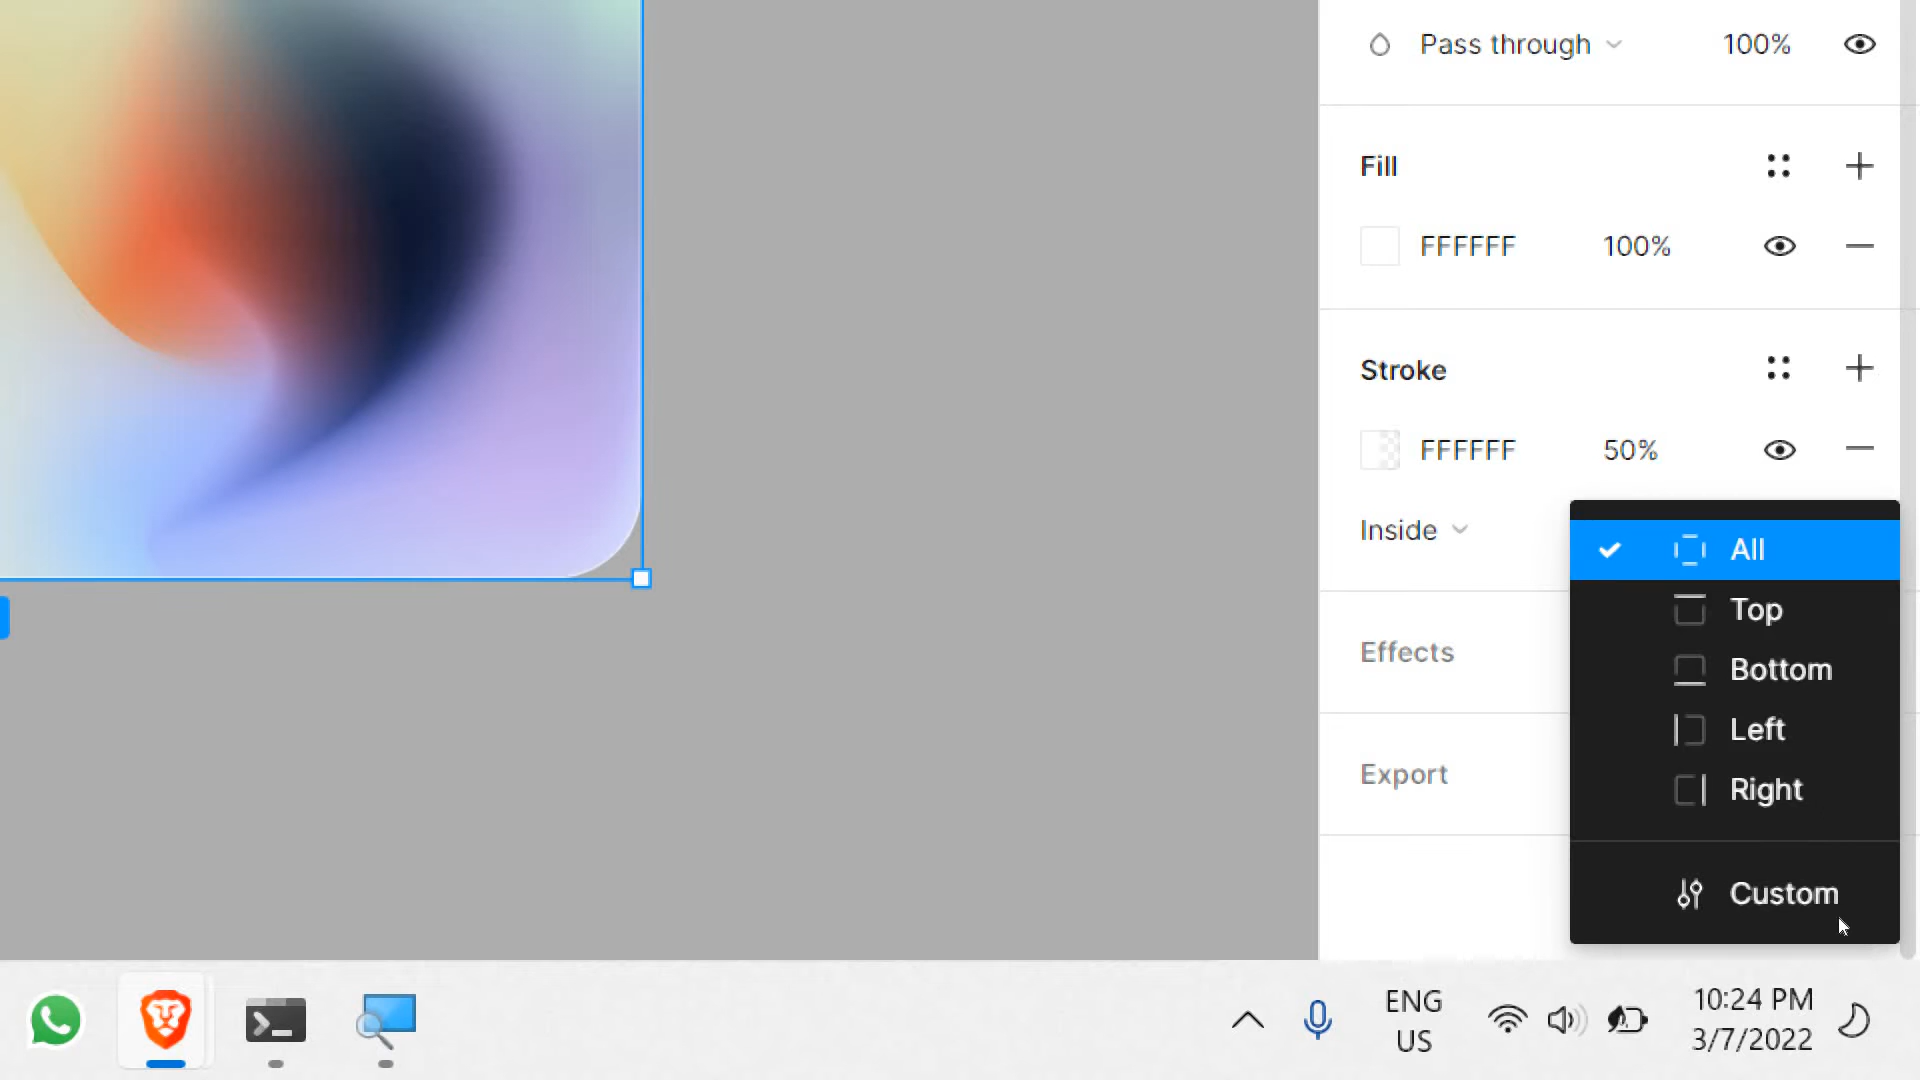 Pass through 100%
Fill
FFFFFF 100%
Stroke
FFFFFF 50%
Inside
All
Top
Bottom
Left
Right
Custom
Effects
Export
ENG
US
10:24 PM
3/7/2022